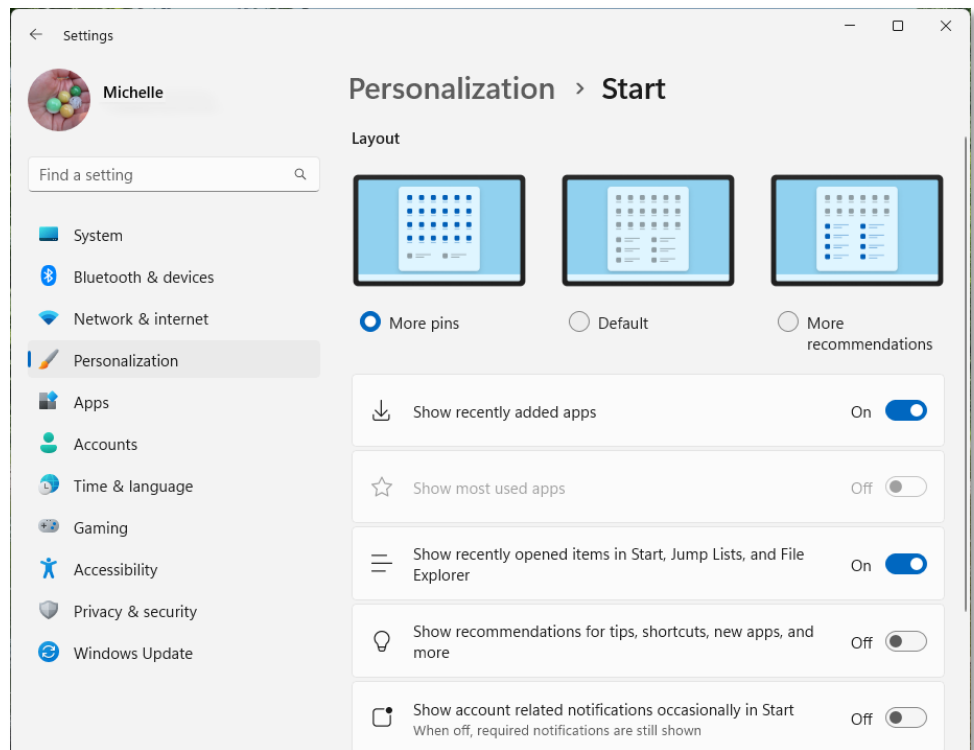 Settings
Michelle
Find a setting
System
Bluetooth & devices
Network & internet
Personalization
Apps
Accounts
Time & language
Gaming
Accessibility
Privacy & security
Windows Update
Personalization > Start
Layout
More pins
Default
More
recommendations
Show recently added apps On
Show most used apps Off
Show recently opened items in Start, Jump Lists, and File
Explorer
On
Show recommendations for tips, shortcuts, new apps, and
more
Off
Show account related notifications occasionally in Start
When off, required notifications are still shown
Off